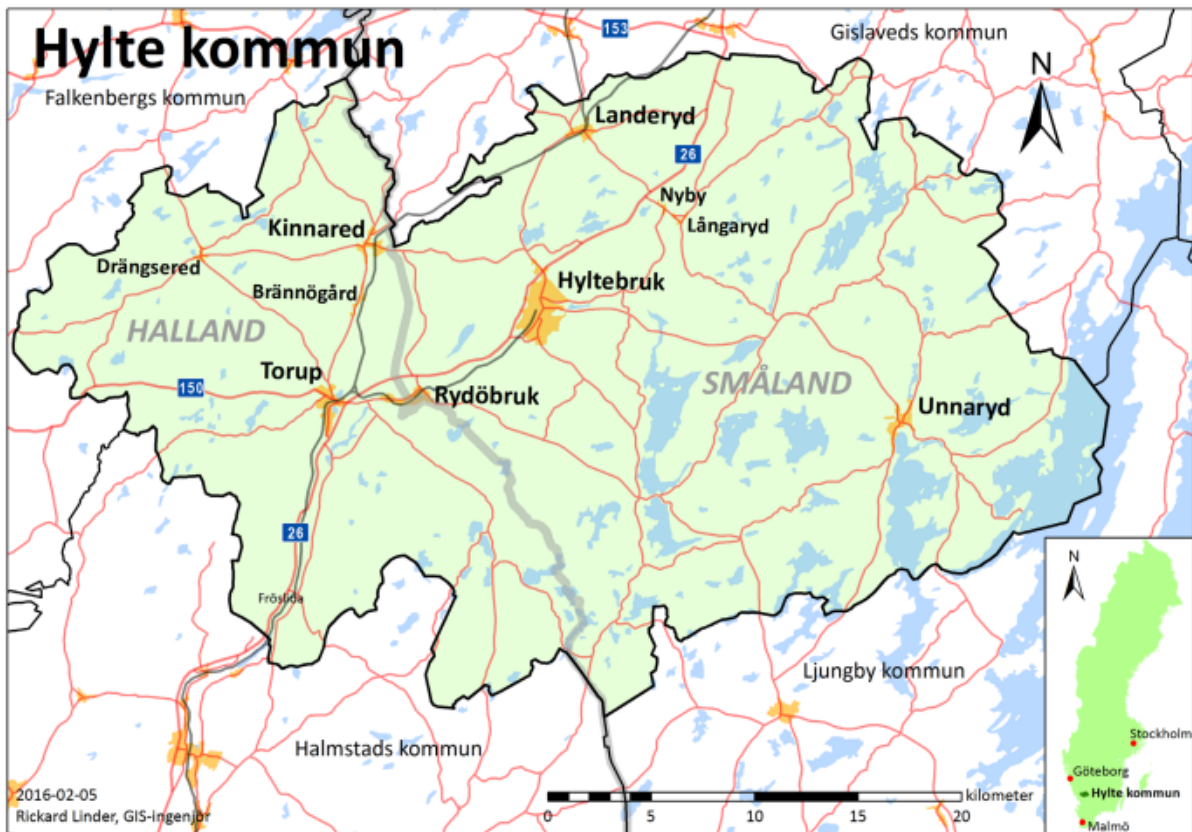 Hylte kommun
Falkenbergs kommun
153
Gislaveds kommun
N
Landeryd
26
Nyby
Långaryd
Kinnared
Drängsered
Brännögård
Hyltebruk
HALLAND
Torup
150
Rydöbruk
SMÅLAND
Unnaryd
26
Fröslida
Ljungby kommun
Halmstads kommun
N
Stockholm
Göteborg
Hylte kommun
Malmö
2016-02-05
Rickard Linder, GIS-ingenjör
kilometer
0 5 10 15 20